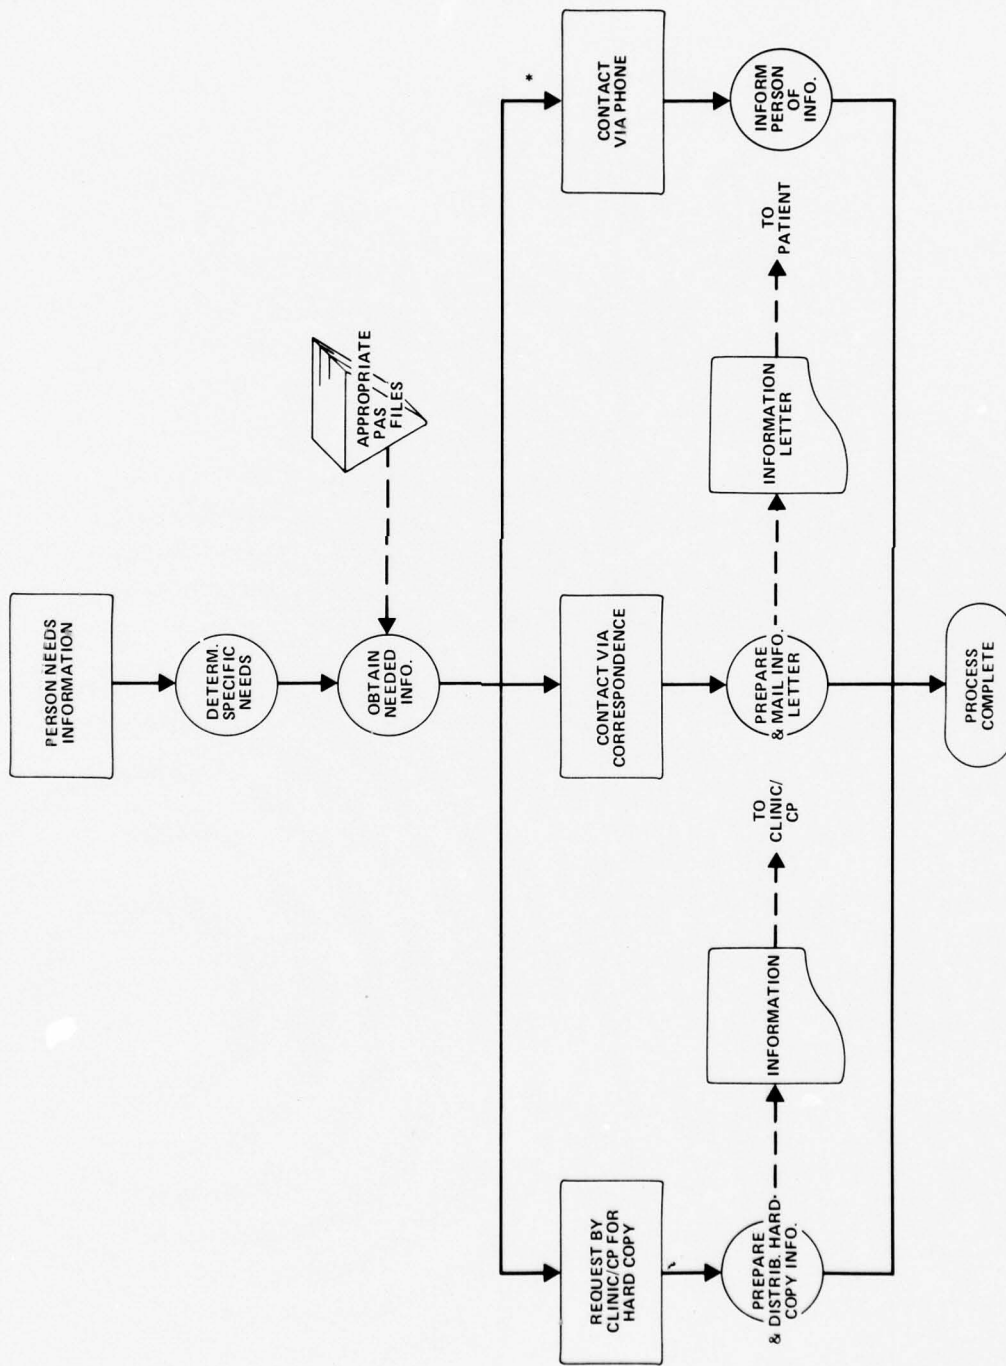 PERSON NEEDS
INFORMATION
DETERM.
SPECIFIC
NEEDS
OBTAIN
NEEDED
INFO.
APPROPRIATE
PAS
FILES
REQUEST BY
CLINIC/CP FOR
HARD COPY
CONTACT VIA
CORRESPONDENCE
*
CONTACT
VIA PHONE
PREPARE
& DISTRIB. HARD-
COPY INFO.
INFORMATION
TO
CLINIC/
CP
PREPARE
& MAIL INFO.
LETTER
INFORMATION
LETTER
TO
PATIENT
INFORM
PERSON
OF
INFO.
PROCESS
COMPLETE